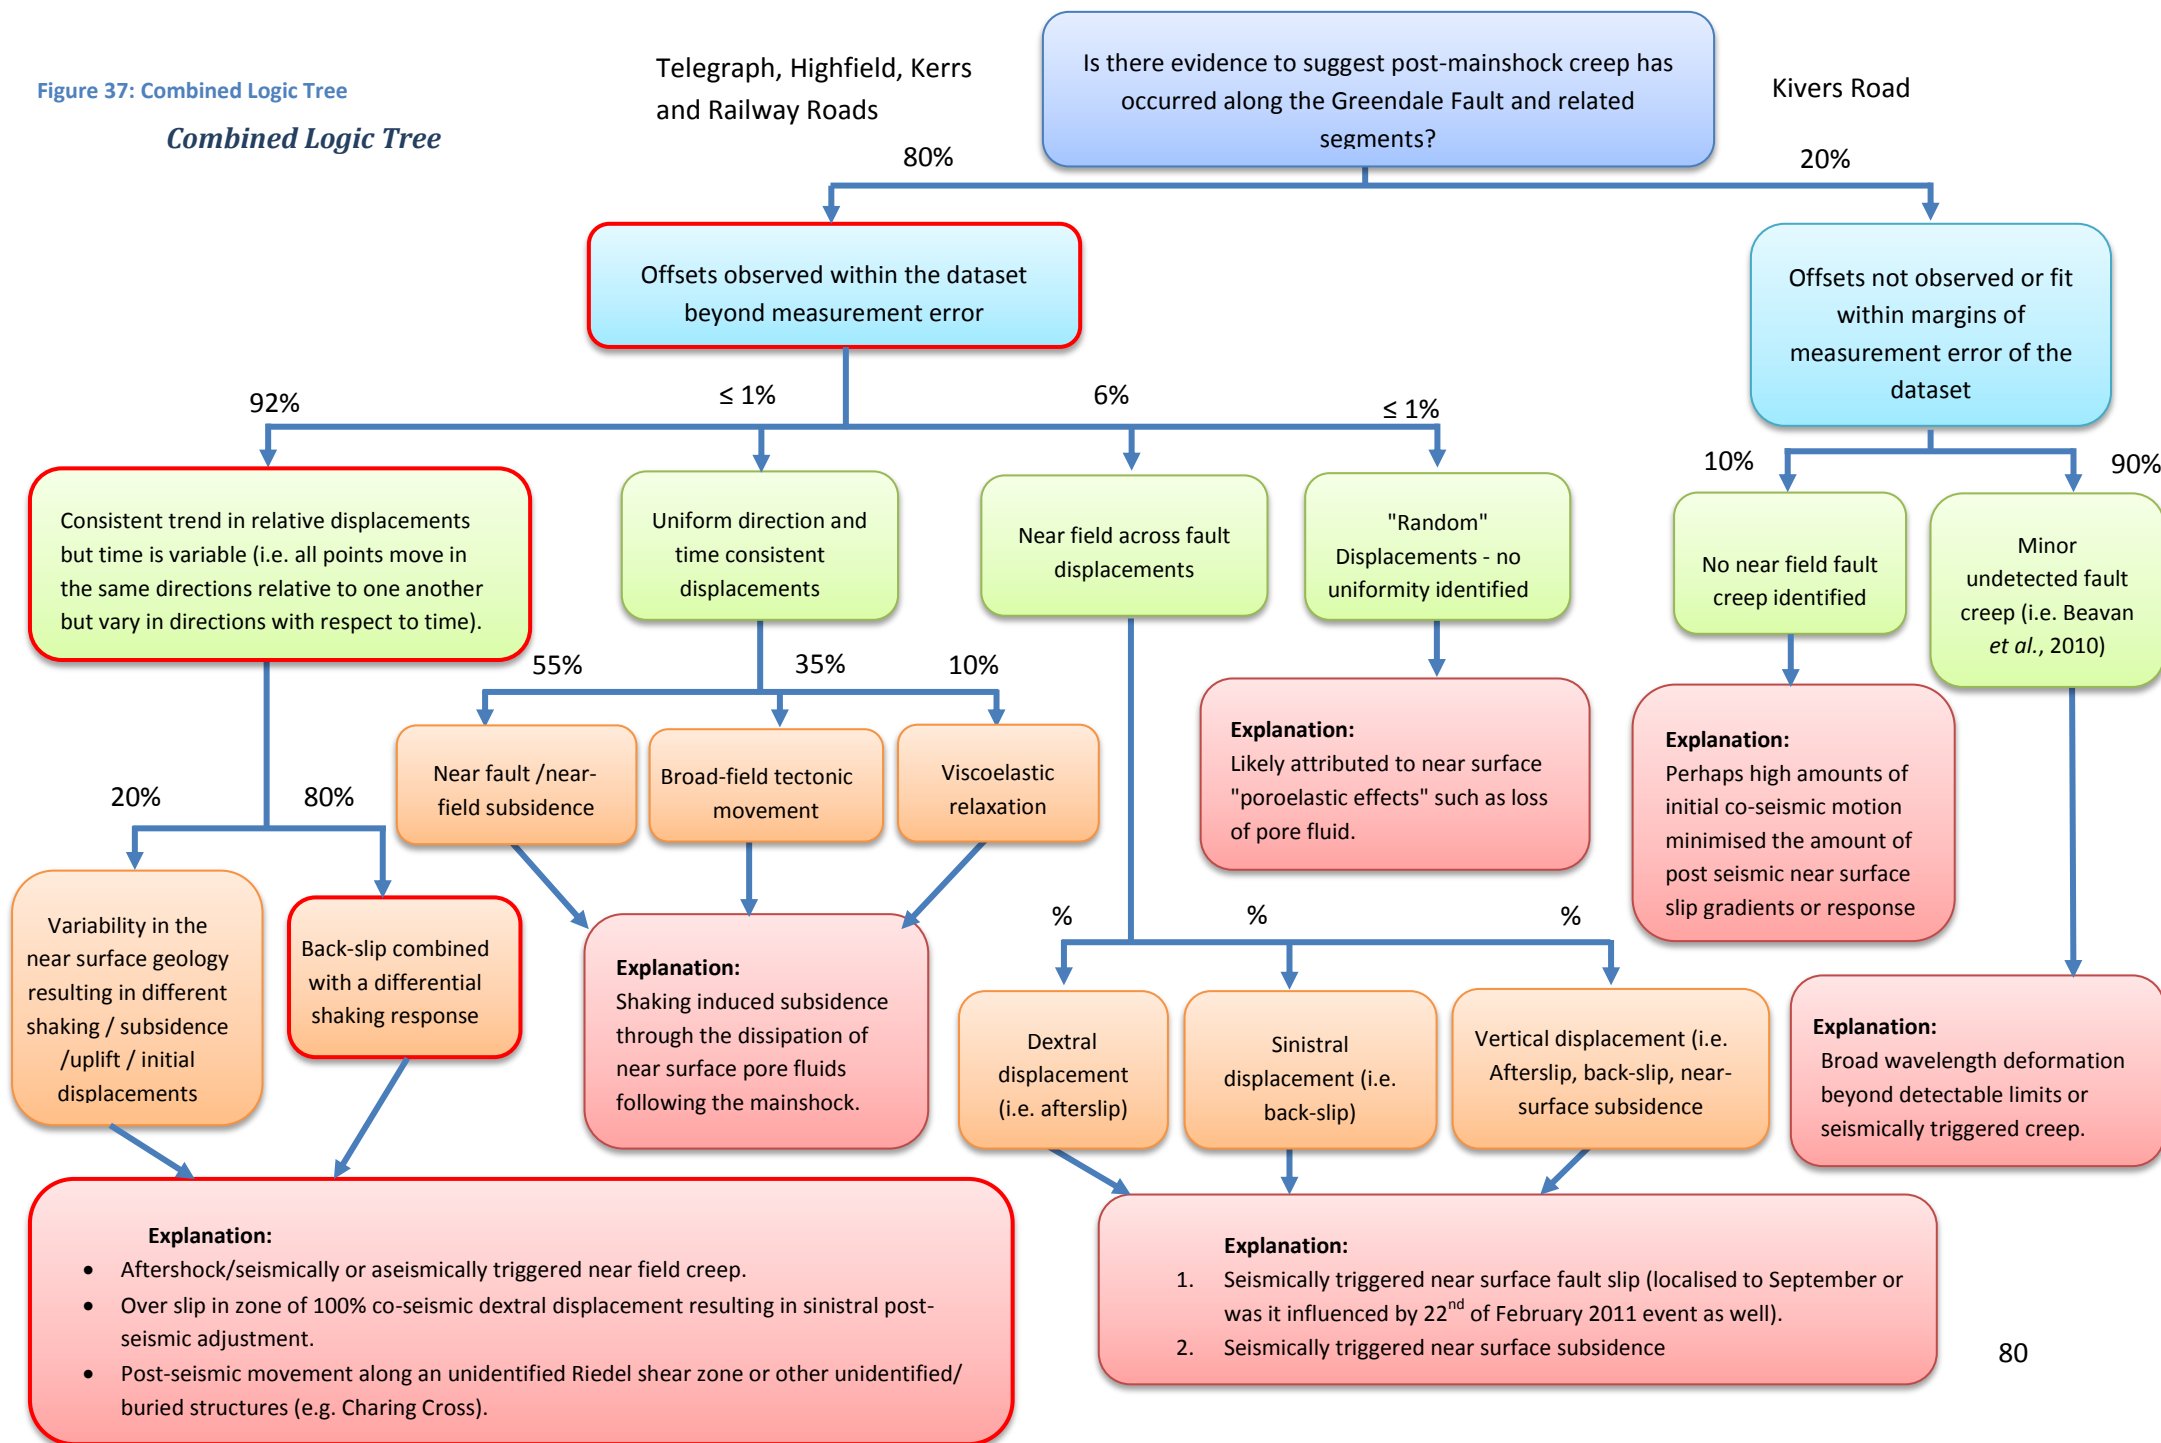 Figure 37: Combined Logic Tree
Combined Logic Tree
Telegraph, Highfield, Kerrs
and Railway Roads
Is there evidence to suggest post-mainshock creep has
occurred along the Greendale Fault and related
segments?
Kivers Road
80%
20%
Offsets observed within the dataset
beyond measurement error
Offsets not observed or fit
within margins of
measurement error of the
dataset
92%
≤ 1%
6%
≤ 1%
10%
90%
Consistent trend in relative displacements
but time is variable (i.e. all points move in
the same directions relative to one another
but vary in directions with respect to time).
Uniform direction and
time consistent
displacements
Near field across fault
displacements
"Random"
Displacements - no
uniformity identified
No near field fault
creep identified
Minor
undetected fault
creep (i.e. Beavan
et al., 2010)
55%
35%
10%
20%
80%
Near fault /near-
field subsidence
Broad-field tectonic
movement
Viscoelastic
relaxation
Explanation:
Likely attributed to near surface
"poroelastic effects" such as loss
of pore fluid.
Explanation:
Perhaps high amounts of
initial co-seismic motion
minimised the amount of
post seismic near surface
slip gradients or response
Variability in the
near surface geology
resulting in different
shaking / subsidence
/uplift / initial
displacements
Back-slip combined
with a differential
shaking response
Explanation:
Shaking induced subsidence
through the dissipation of
near surface pore fluids
following the mainshock.
%
%
%
Dextral
displacement
(i.e. afterslip)
Sinistral
displacement (i.e.
back-slip)
Vertical displacement (i.e.
Afterslip, back-slip, near-
surface subsidence
Explanation:
Broad wavelength deformation
beyond detectable limits or
seismically triggered creep.
Explanation:
• Aftershock/seismically or aseismically triggered near field creep.
• Over slip in zone of 100% co-seismic dextral displacement resulting in sinistral post-
seismic adjustment.
• Post-seismic movement along an unidentified Riedel shear zone or other unidentified/
buried structures (e.g. Charing Cross).
Explanation:
1. Seismically triggered near surface fault slip (localised to September or
was it influenced by 22nd of February 2011 event as well).
2. Seismically triggered near surface subsidence
80